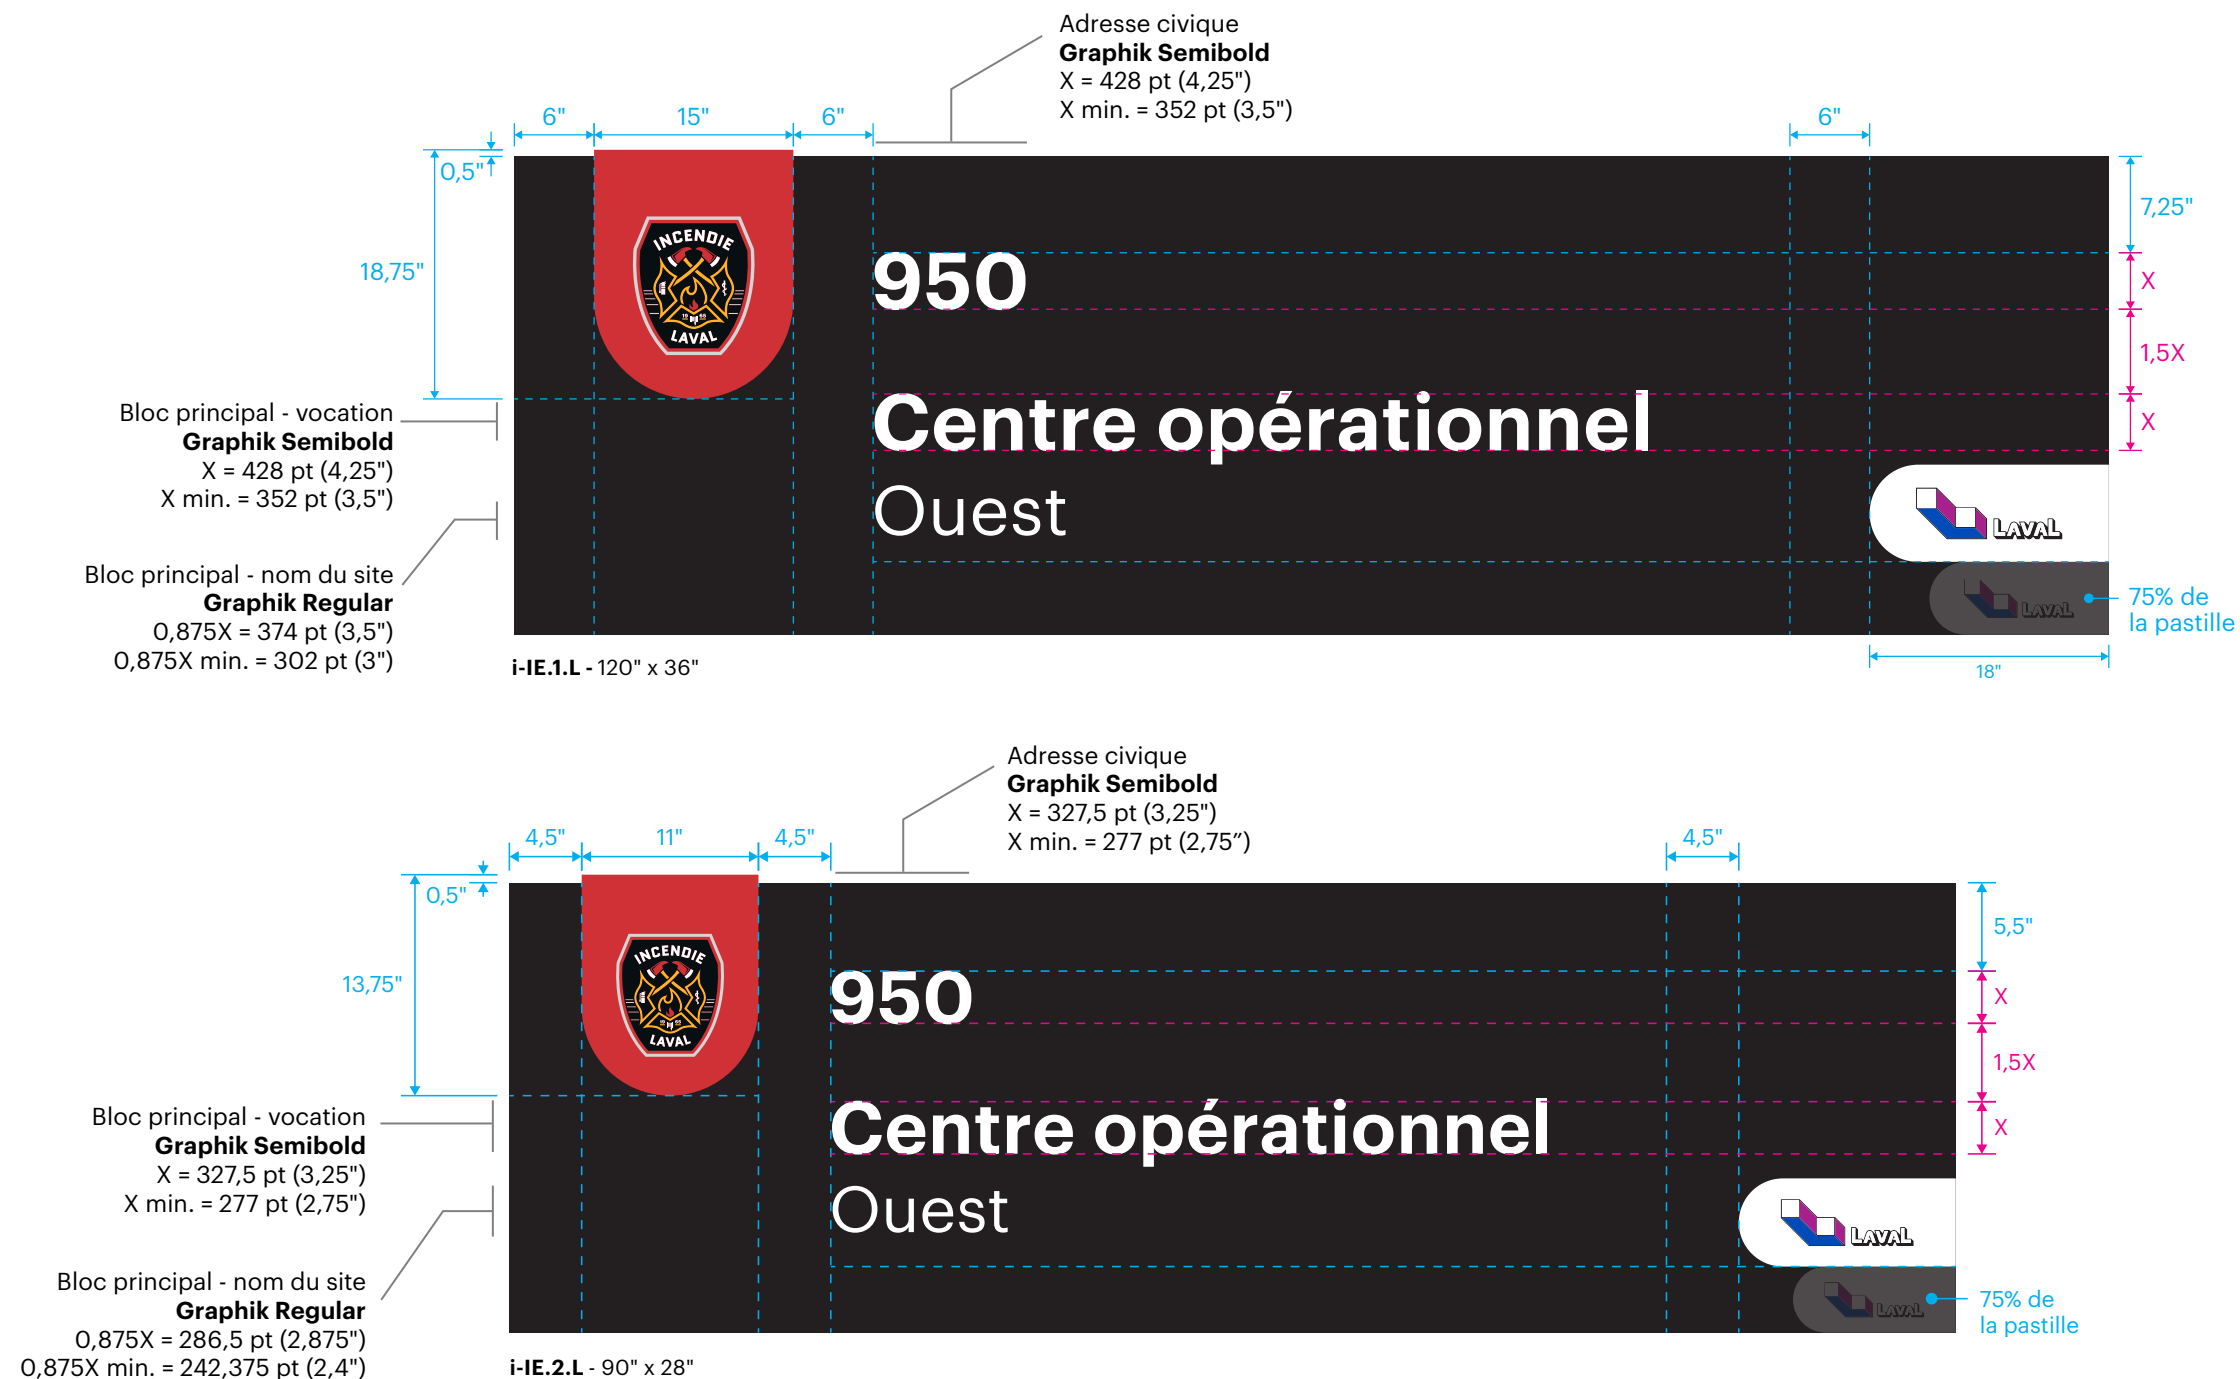 Adresse civique
Graphik Semibold
X = 428 pt (4,25")
X min. = 352 pt (3,5")
6"
15"
6"
6"
0,5"
18,75"
7,25"
X
1,5X
X
INCENDIE
18 65
LAVAL
950
Centre opérationnel
Ouest
LAVAL
LAVAL
75% de
la pastille
18"
Bloc principal - vocation
Graphik Semibold
X = 428 pt (4,25")
X min. = 352 pt (3,5")
Bloc principal - nom du site
Graphik Regular
0,875X = 374 pt (3,5")
0,875X min. = 302 pt (3")
i-IE.1.L - 120" x 36"
Adresse civique
Graphik Semibold
X = 327,5 pt (3,25")
X min. = 277 pt (2,75″)
4,5"
11"
4,5"
4,5"
0,5"
13,75"
5,5"
X
1,5X
X
INCENDIE
18 65
LAVAL
950
Centre opérationnel
Ouest
LAVAL
LAVAL
75% de
la pastille
Bloc principal - vocation
Graphik Semibold
X = 327,5 pt (3,25")
X min. = 277 pt (2,75")
Bloc principal - nom du site
Graphik Regular
0,875X = 286,5 pt (2,875")
0,875X min. = 242,375 pt (2,4")
i-IE.2.L - 90" x 28"